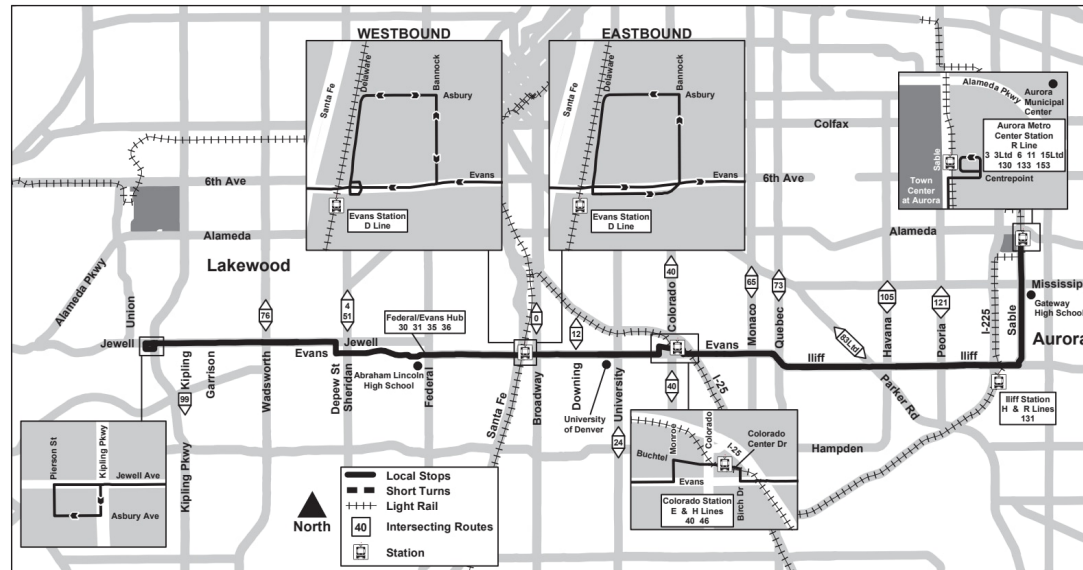 WESTBOUND
Santa Fe
Delaware
Bannock
Asbury
Evans
Evans Station
D Line
EASTBOUND
Santa Fe
Delaware
Bannock
Asbury
Evans
Evans Station
D Line
Alameda Pkwy
Aurora
Municipal
Center
Aurora Metro
Center Station
R Line
3 3Ltd 6 11 15Ltd
130 133 153
Sable
Centrepoint
Town
Center
at Aurora
Colfax
6th Ave
6th Ave
Alameda
Alameda
Lakewood
Alameda Pkwy
Union
76
4
51
Federal/Evans Hub
30 31 35 36
0
12
40
65
73
105
121
83Ltd
Mississippi
Gateway
High School
Aurora
I-225
Sable
Jewell
Jewell
Evans
Evans
Iliff
Iliff
Abraham Lincoln
High School
99
Kipling
Garrison
Wadsworth
Depew St
Sheridan
Federal
Santa Fe
Broadway
Downing
University
of Denver
University
24
Colorado
40
I-25
Monaco
Quebec
Parker Rd
Havana
Peoria
Iliff Station
H & R Lines
131
Hampden
Kipling Pkwy
Pierson St
Kipling Pkwy
Jewell Ave
Asbury Ave
North
Local Stops
Short Turns
Light Rail
40 Intersecting Routes
Station
Buchtel
Monroe
Colorado
I-25
Colorado
Center Dr
Evans
Birch Dr
Colorado Station
E & H Lines
40 46